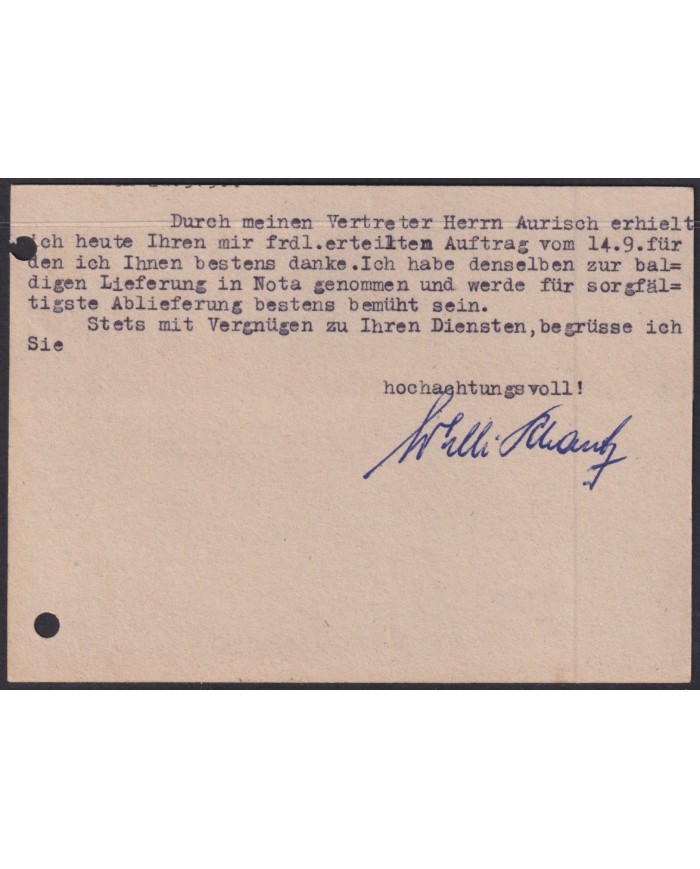 Durch meinen Vertreter Herrn Aurisch erhielt
ich heute Ihren mir frdl.erteilten Auftrag vom 14.9.für
den ich Ihnen bestens danke.Ich habe denselben zur bal=
digen Lieferung in Nota genommen und werde für sorgfäl=
tigste Ablieferung bestens bemüht sein.
Stets mit Vergnügen zu Ihren Diensten,begrüsse ich
Sie
hochachtungsvoll!
Willi